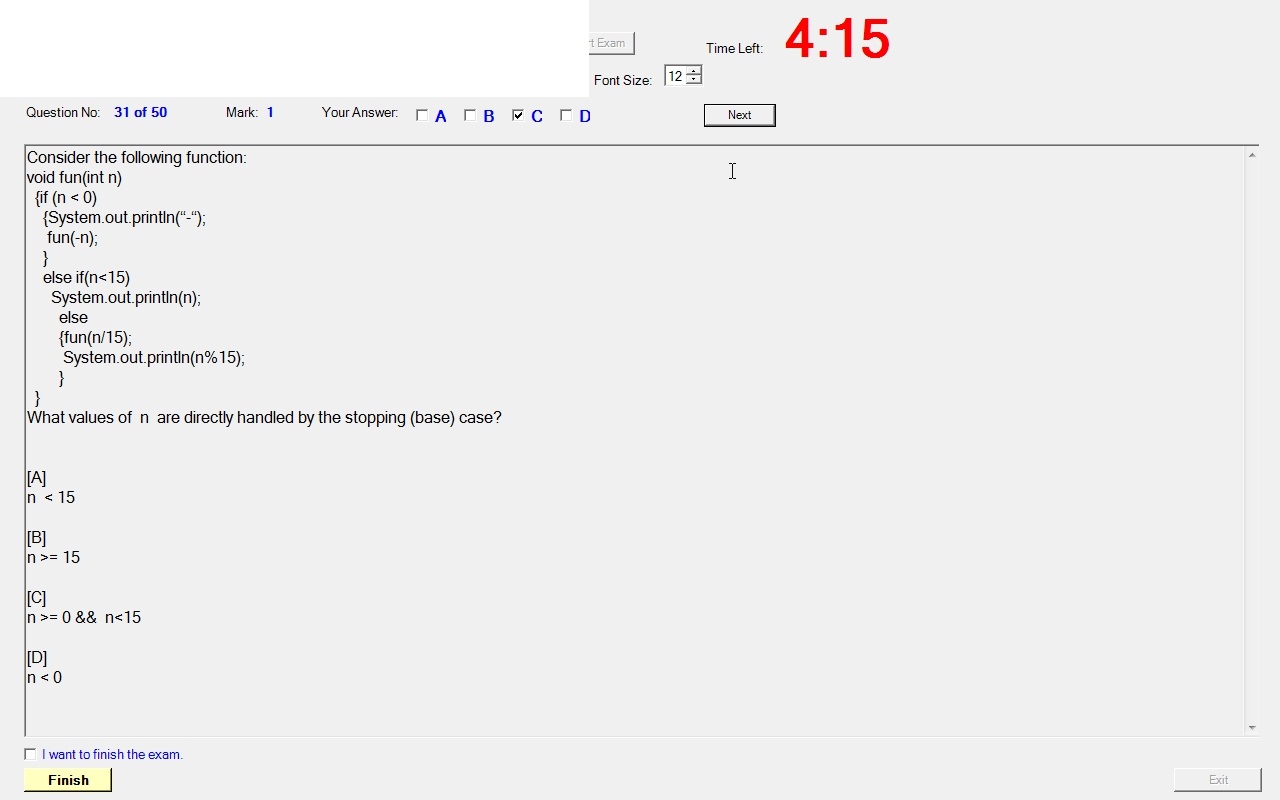 t Exam
Time Left:
4:15
Font Size:
12
Question No: 31 of 50 Mark: 1 Your Answer: A B C D Next
Consider the following function:
void fun(int n)
{if (n < 0)
{System.out.println(“-“);
fun(-n);
}
else if(n<15)
System.out.println(n);
else
{fun(n/15);
System.out.println(n%15);
}
}
What values of  n  are directly handled by the stopping (base) case?
[A]
n  < 15
[B]
n >= 15
[C]
n >= 0 &&  n<15
[D]
n < 0
I want to finish the exam.
Finish
Exit